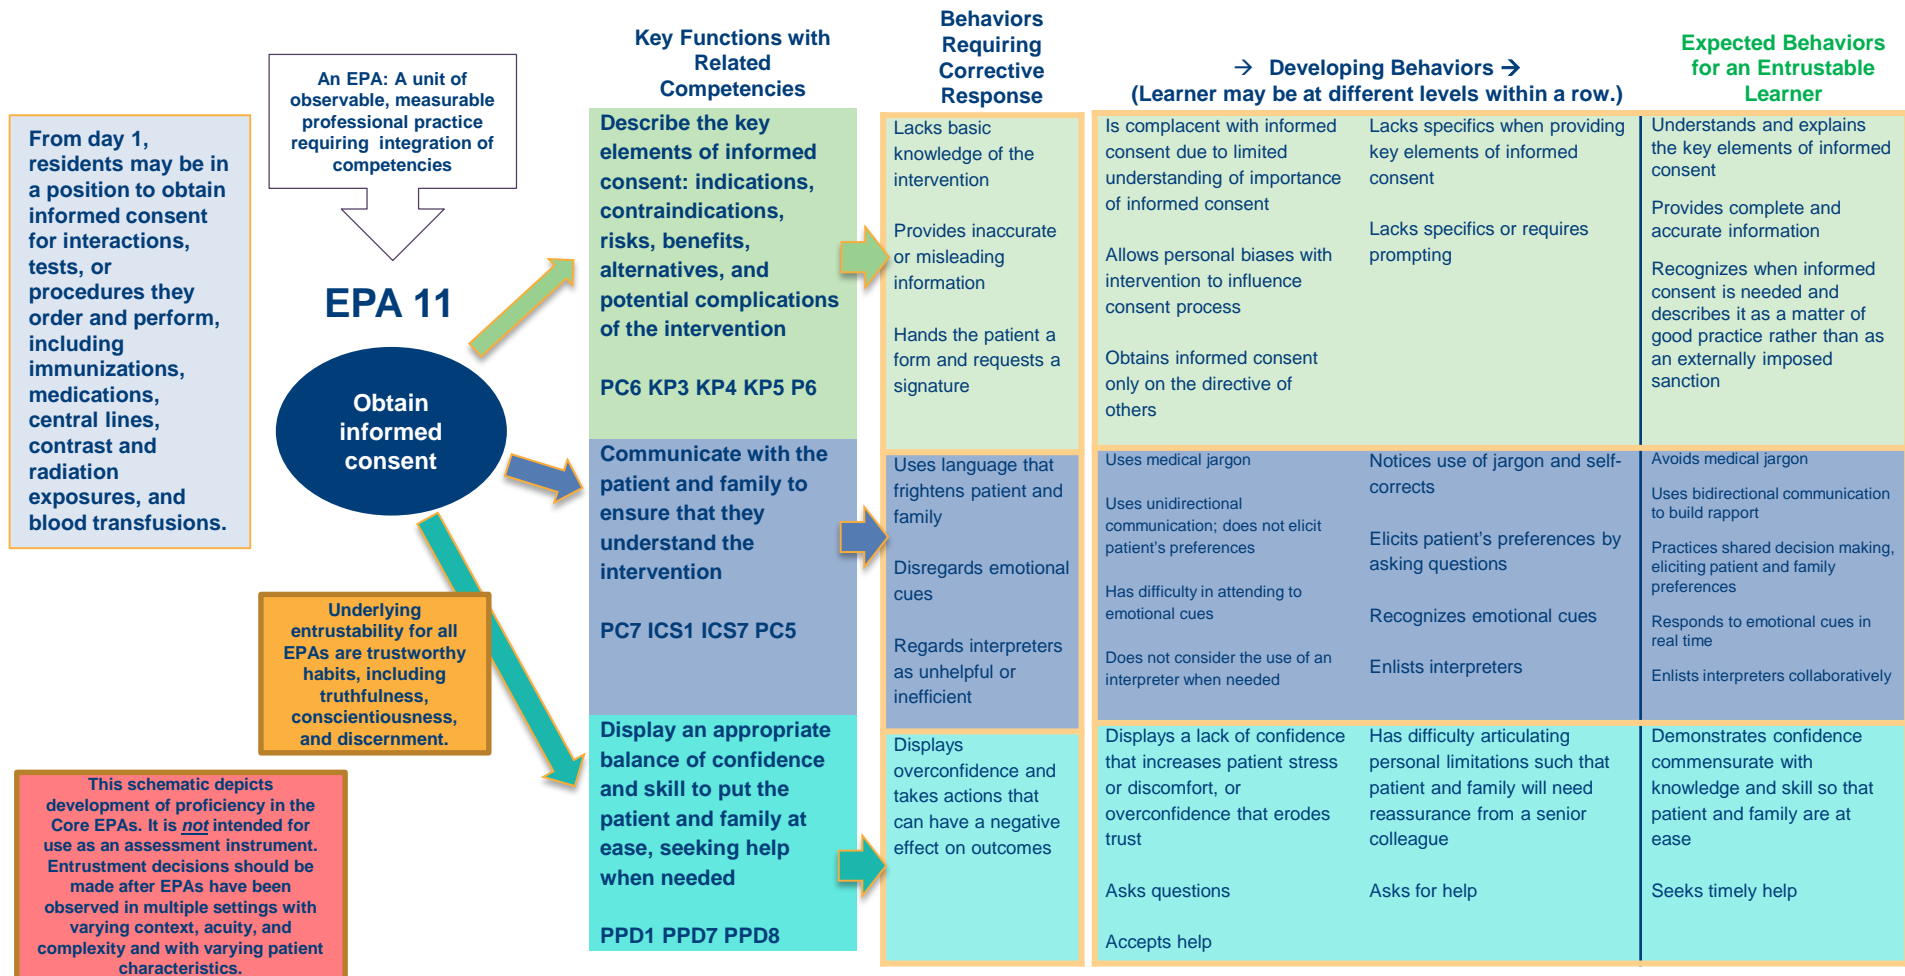 An EPA: A unit of
observable, measurable
professional practice
requiring integration of
competencies
From day 1,
residents may be in
a position to obtain
informed consent
for interactions,
tests, or
procedures they
order and perform,
including
immunizations,
medications,
central lines,
contrast and
radiation
exposures, and
blood transfusions.
EPA 11
Obtain
informed
consent
Underlying
entrustability for all
EPAs are trustworthy
habits, including
truthfulness,
conscientiousness,
and discernment.
This schematic depicts
development of proficiency in the
Core EPAs. It is not intended for
use as an assessment instrument.
Entrustment decisions should be
made after EPAs have been
observed in multiple settings with
varying context, acuity, and
complexity and with varying patient
characteristics.
Key Functions with
Related
Competencies
Behaviors
Requiring
Corrective
Response
→ Developing Behaviors →
(Learner may be at different levels within a row.)
Expected Behaviors
for an Entrustable
Learner
Describe the key
elements of informed
consent: indications,
contraindications,
risks, benefits,
alternatives, and
potential complications
of the intervention
PC6 KP3 KP4 KP5 P6
Lacks basic
knowledge of the
intervention
Provides inaccurate
or misleading
information
Hands the patient a
form and requests a
signature
Is complacent with informed
consent due to limited
understanding of importance
of informed consent
Allows personal biases with
intervention to influence
consent process
Obtains informed consent
only on the directive of
others
Lacks specifics when providing
key elements of informed
consent
Lacks specifics or requires
prompting
Understands and explains
the key elements of informed
consent
Provides complete and
accurate information
Recognizes when informed
consent is needed and
describes it as a matter of
good practice rather than as
an externally imposed
sanction
Communicate with the
patient and family to
ensure that they
understand the
intervention
PC7 ICS1 ICS7 PC5
Uses language that
frightens patient and
family
Disregards emotional
cues
Regards interpreters
as unhelpful or
inefficient
Uses medical jargon
Uses unidirectional
communication; does not elicit
patient's preferences
Has difficulty in attending to
emotional cues
Does not consider the use of an
interpreter when needed
Notices use of jargon and self-
corrects
Elicits patient's preferences by
asking questions
Recognizes emotional cues
Enlists interpreters
Avoids medical jargon
Uses bidirectional communication
to build rapport
Practices shared decision making,
eliciting patient and family
preferences
Responds to emotional cues in
real time
Enlists interpreters collaboratively
Display an appropriate
balance of confidence
and skill to put the
patient and family at
ease, seeking help
when needed
PPD1 PPD7 PPD8
Displays
overconfidence and
takes actions that
can have a negative
effect on outcomes
Displays a lack of confidence
that increases patient stress
or discomfort, or
overconfidence that erodes
trust
Asks questions
Accepts help
Has difficulty articulating
personal limitations such that
patient and family will need
reassurance from a senior
colleague
Asks for help
Demonstrates confidence
commensurate with
knowledge and skill so that
patient and family are at
ease
Seeks timely help